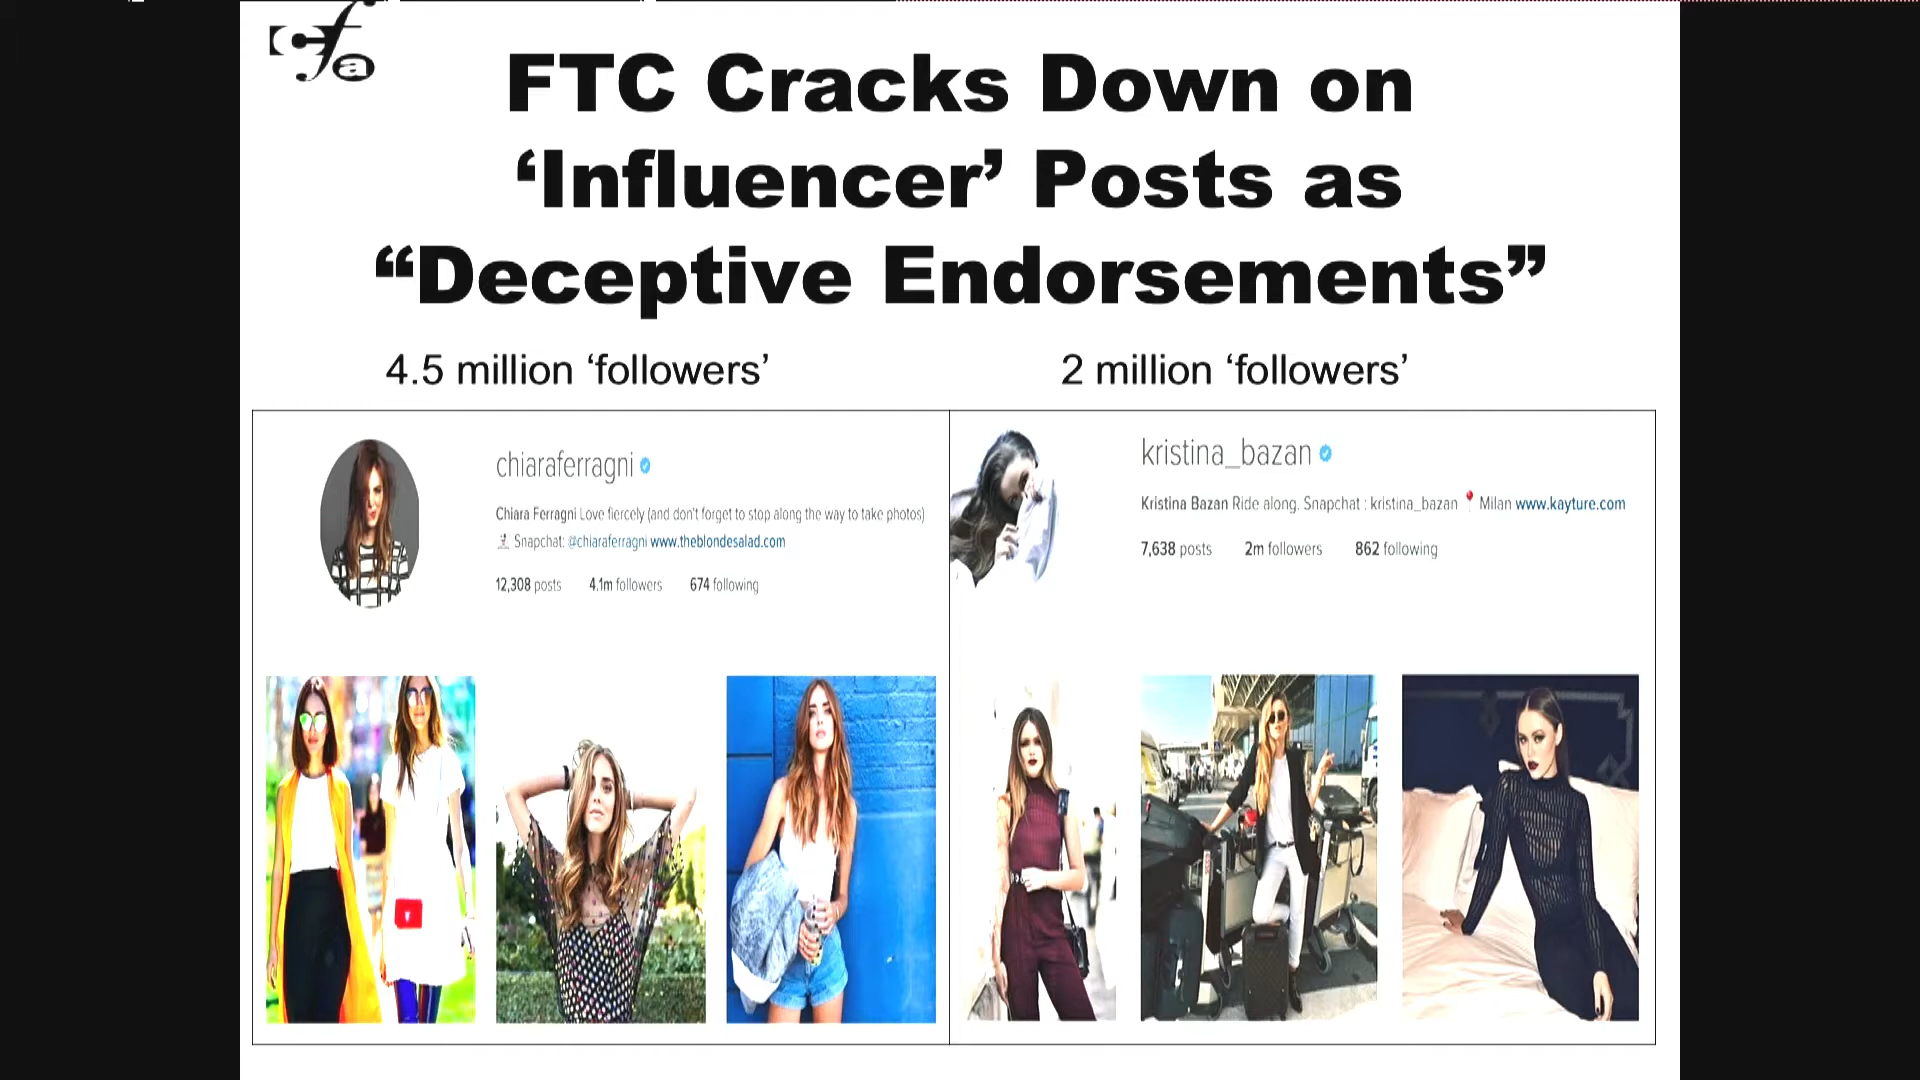 cfa
FTC Cracks Down on
‘Influencer’ Posts as
“Deceptive Endorsements”
4.5 million ‘followers’
2 million ‘followers’
chiaraferragni
Chiara Ferragni Love fiercely (and don't forget to stop along the way to take photos)
Snapchat: @chiaraferragni www.theblondesalad.com
12,308 posts 4.1m followers 674 following
kristina_bazan
Kristina Bazan Ride along. Snapchat : kristina_bazan 📍 Milan www.kayture.com
7,638 posts 2m followers 862 following